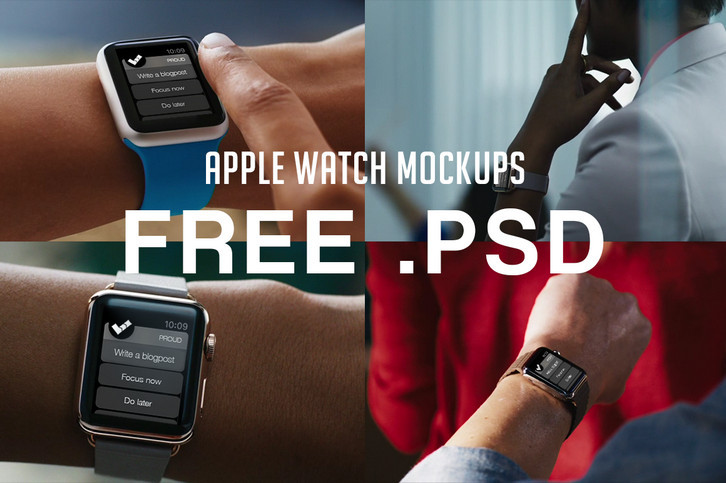 10:09
PROUD
Write a blogpost
Focus now
Do later
APPLE WATCH MOCKUPS
FREE .PSD
10:09
PROUD
Write a blogpost
Focus now
Do later